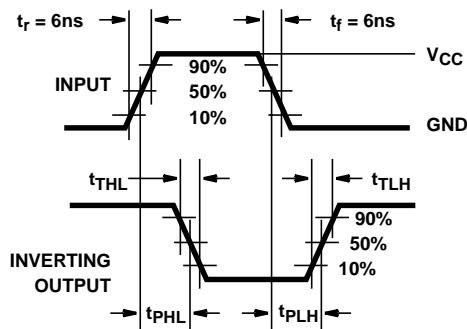 tr = 6ns
tf = 6ns
VCC
INPUT
90%
50%
10%
GND
tTHL
tTLH
90%
50%
10%
INVERTING
OUTPUT
tPHL
tPLH